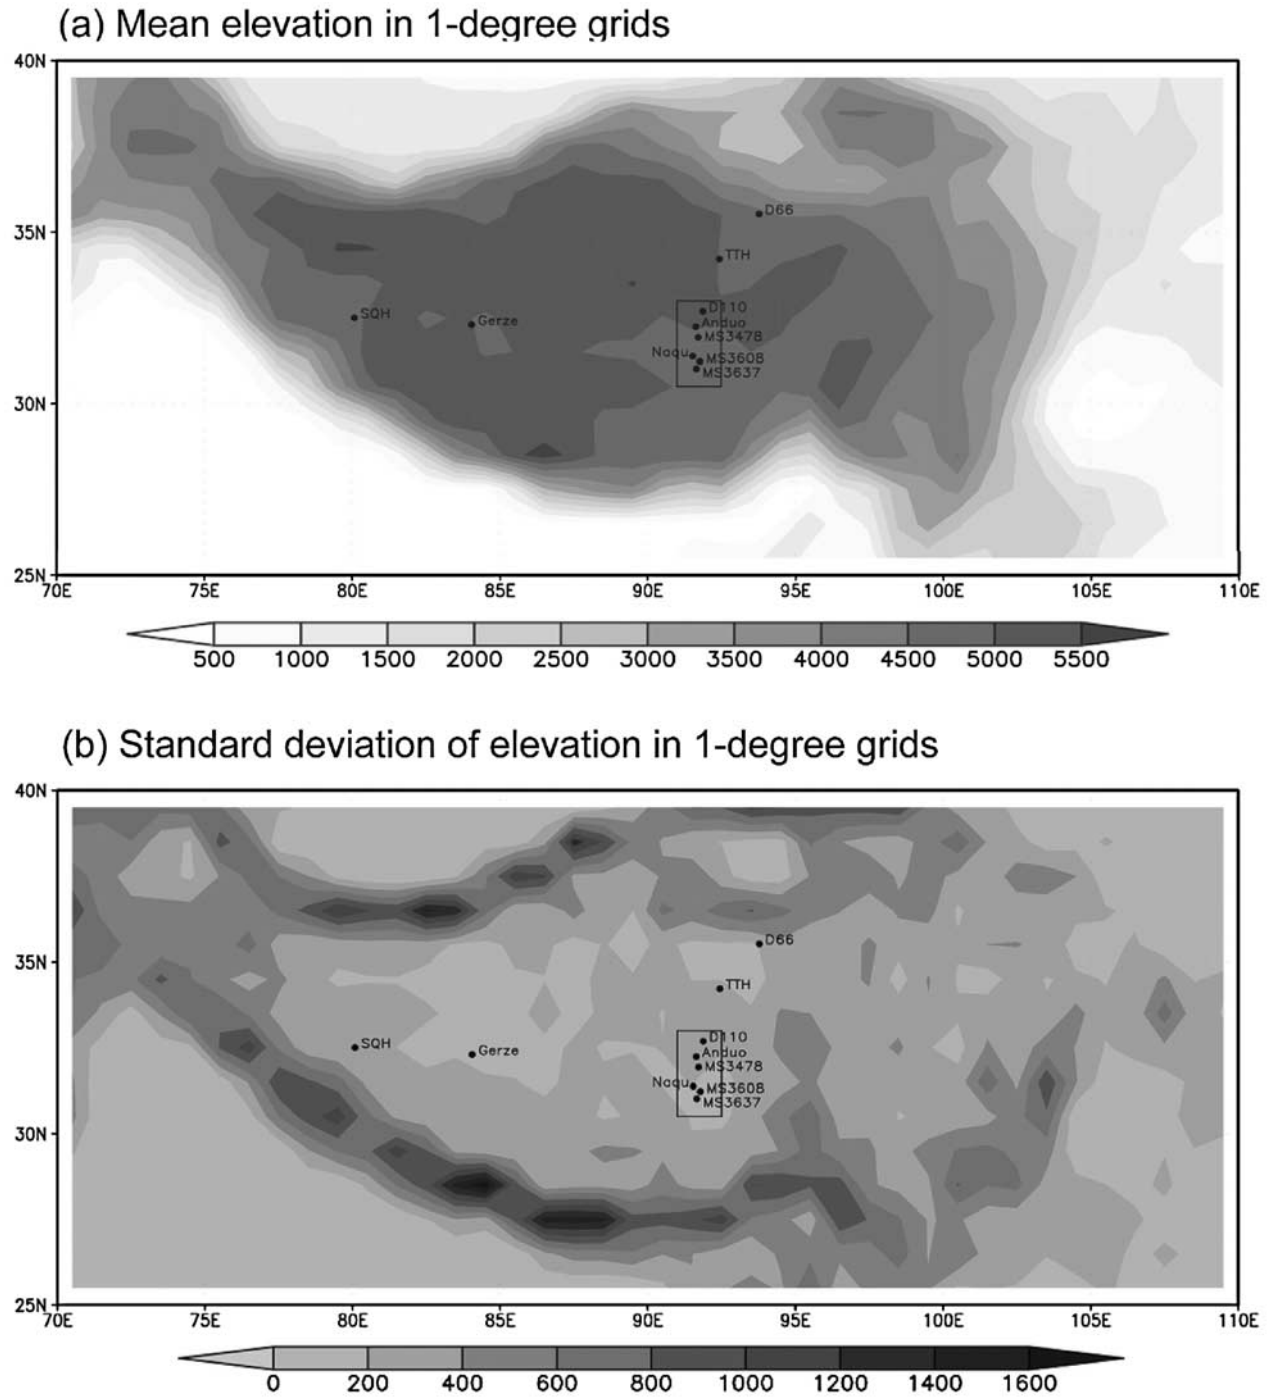 (a) Mean elevation in 1-degree grids
40N
D66
35N
TTH
SQH
Gerze
D110
Anduo
MS3478
Naqu
MS3608
MS3637
30N
25N
70E 75E 80E 85E 90E 95E 100E 105E 110E
500 1000 1500 2000 2500 3000 3500 4000 4500 5000 5500
(b) Standard deviation of elevation in 1-degree grids
40N
D66
35N
TTH
SQH
Gerze
D110
Anduo
MS3478
Naqu
MS3608
MS3637
30N
25N
70E 75E 80E 85E 90E 95E 100E 105E 110E
0 200 400 600 800 1000 1200 1400 1600